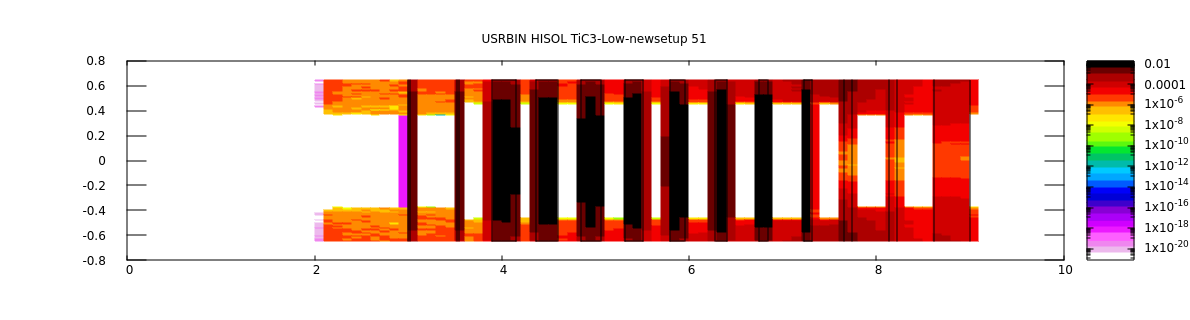 USRBIN HISOL TiC3-Low-newsetup 51
0.8
0.6
0.4
0.2
0
-0.2
-0.4
-0.6
-0.8
0 2 4 6 8 10
0.01
0.0001
1x10-6
1x10-8
1x10-10
1x10-12
1x10-14
1x10-16
1x10-18
1x10-20